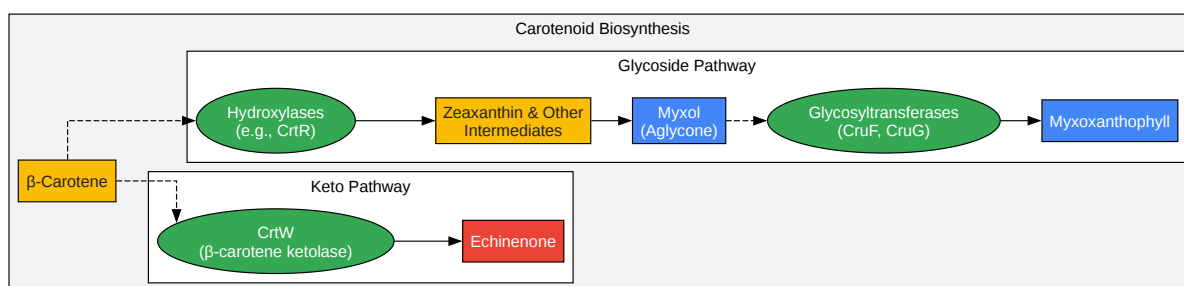 Carotenoid Biosynthesis
Glycoside Pathway
Hydroxylases
(e.g., CrtR)
Zeaxanthin & Other
Intermediates
Myxol
(Aglycone)
Glycosyltransferases
(CruF, CruG)
Myxoxanthophyll
β-Carotene
Keto Pathway
CrtW
(β-carotene ketolase)
Echinenone